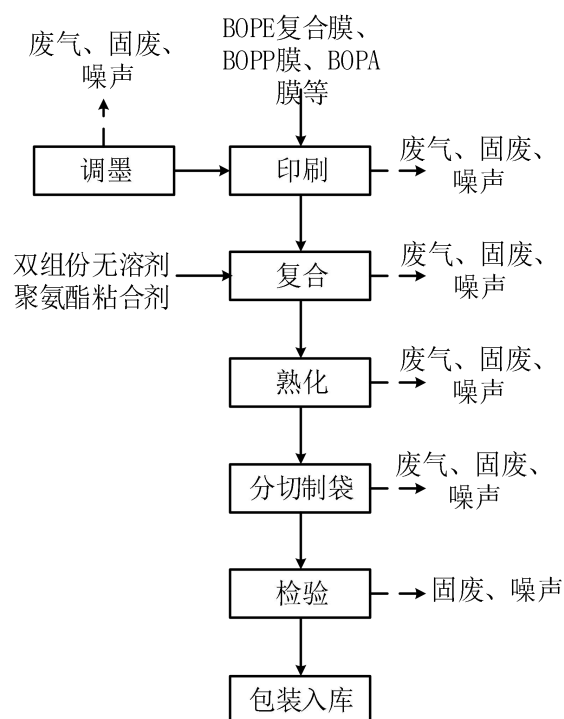 BOPE复合膜、
BOPP膜、BOPA
膜等
废气、固废、
噪声
调墨
印刷
废气、固废、
噪声
双组份无溶剂
聚氨酯粘合剂
复合
废气、固废、
噪声
熟化
废气、固废、
噪声
分切制袋
废气、固废、
噪声
检验
固废、噪声
包装入库